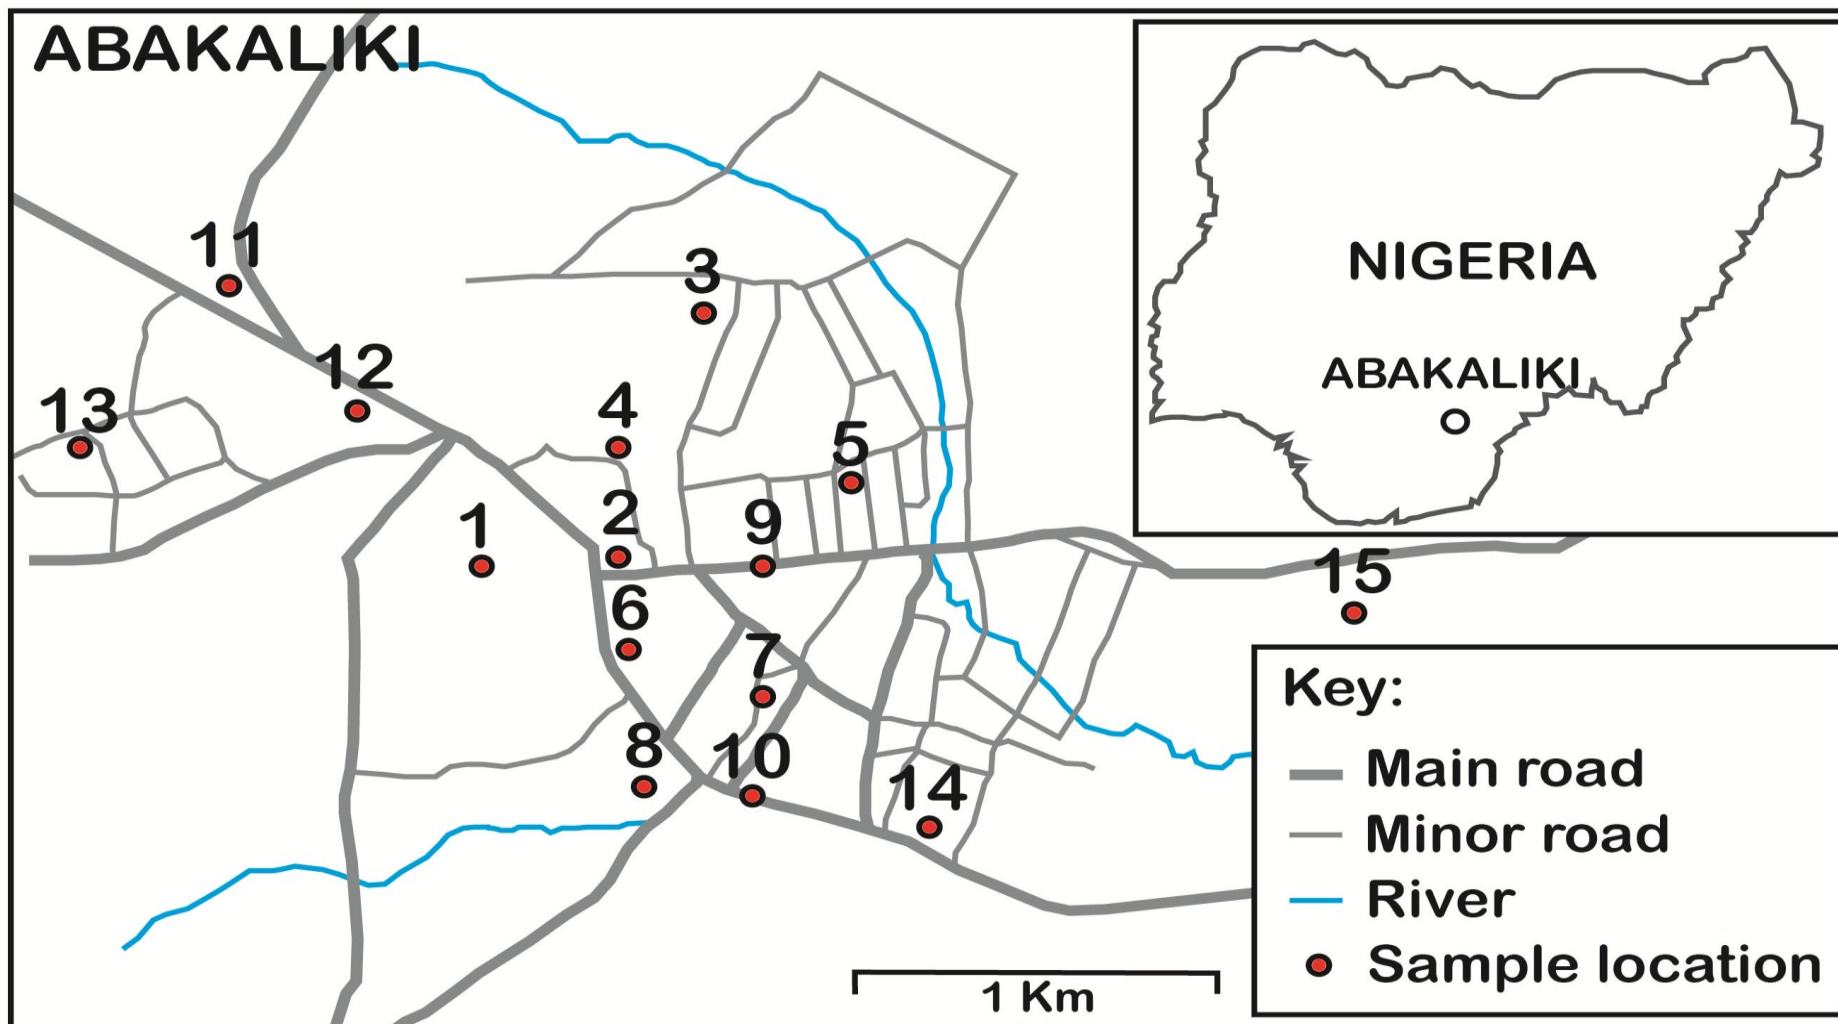 ABAKALIKI
NIGERIA
ABAKALIKI
11
3
12
13
4
5
1
2
9
15
6
7
8
10
14
Key:
Main road
Minor road
River
Sample location
1 Km